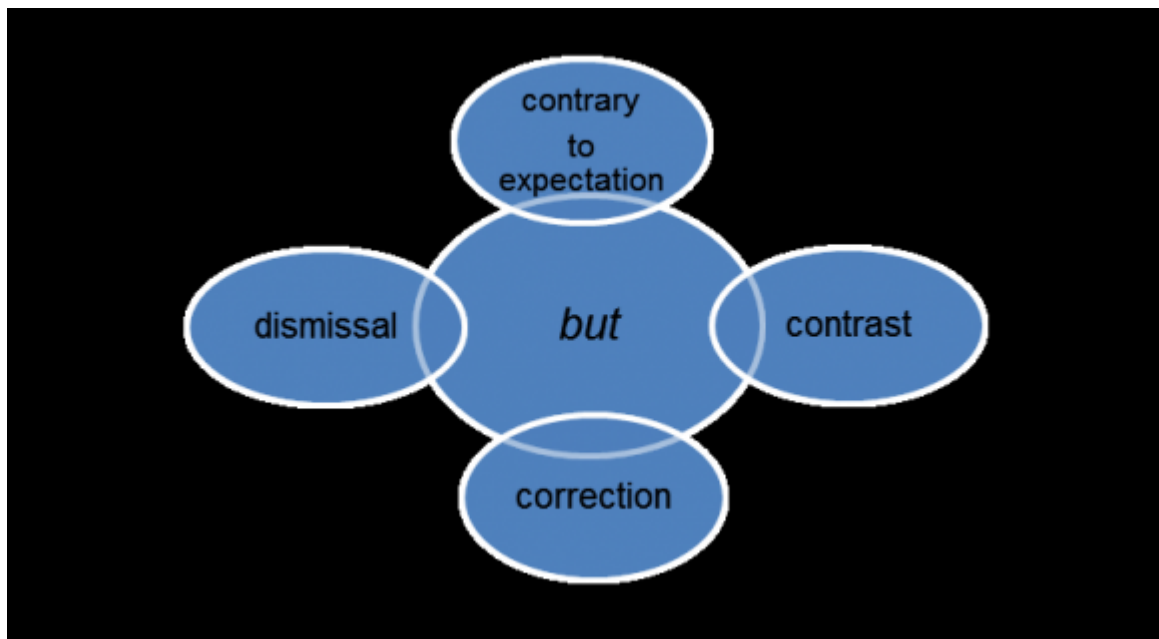 contrary
to
expectation
dismissal
but
contrast
correction